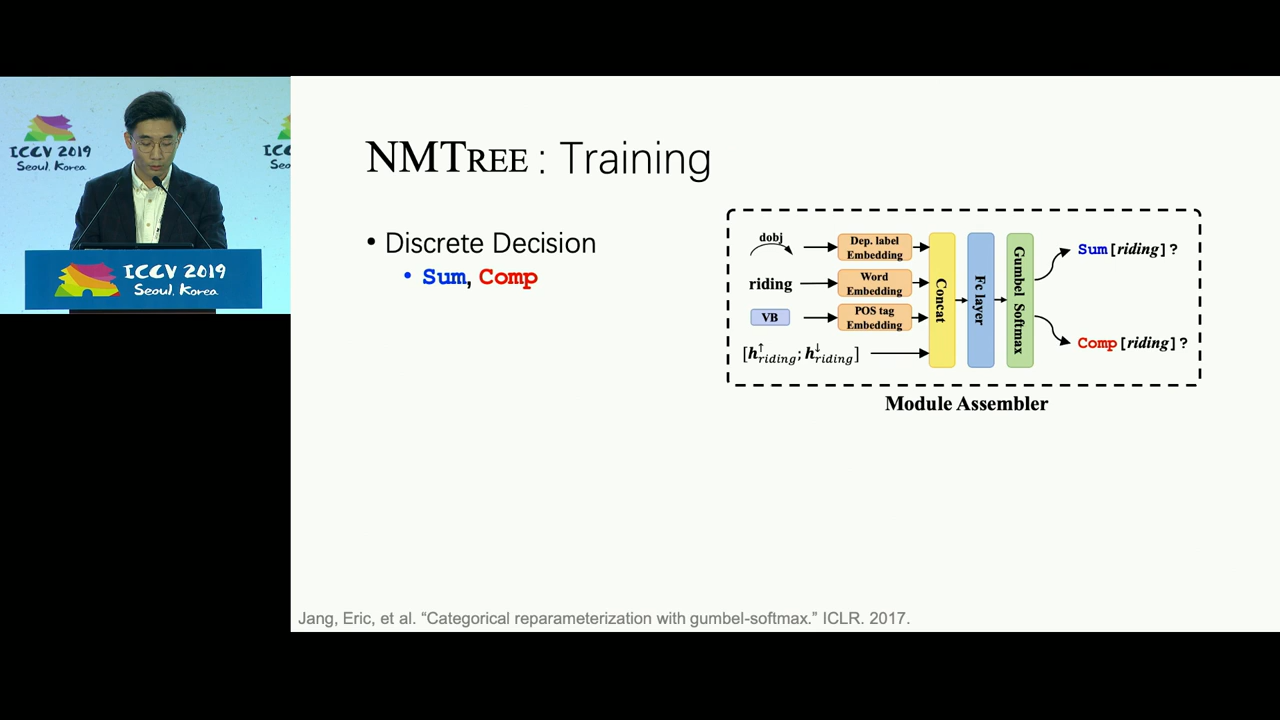 ICCV 2019
Seoul, Korea
ICCV 2019
Seoul, Korea
NMTREE : Training
• Discrete Decision
• Sum, Comp
dobj
riding
VB
[h↑riding; h↓riding]
Dep. label
Embedding
Word
Embedding
POS tag
Embedding
Concat
Fc layer
Gumbel Softmax
Sum[riding]?
Comp[riding]?
Module Assembler
Jang, Eric, et al. “Categorical reparameterization with gumbel-softmax.” ICLR. 2017.